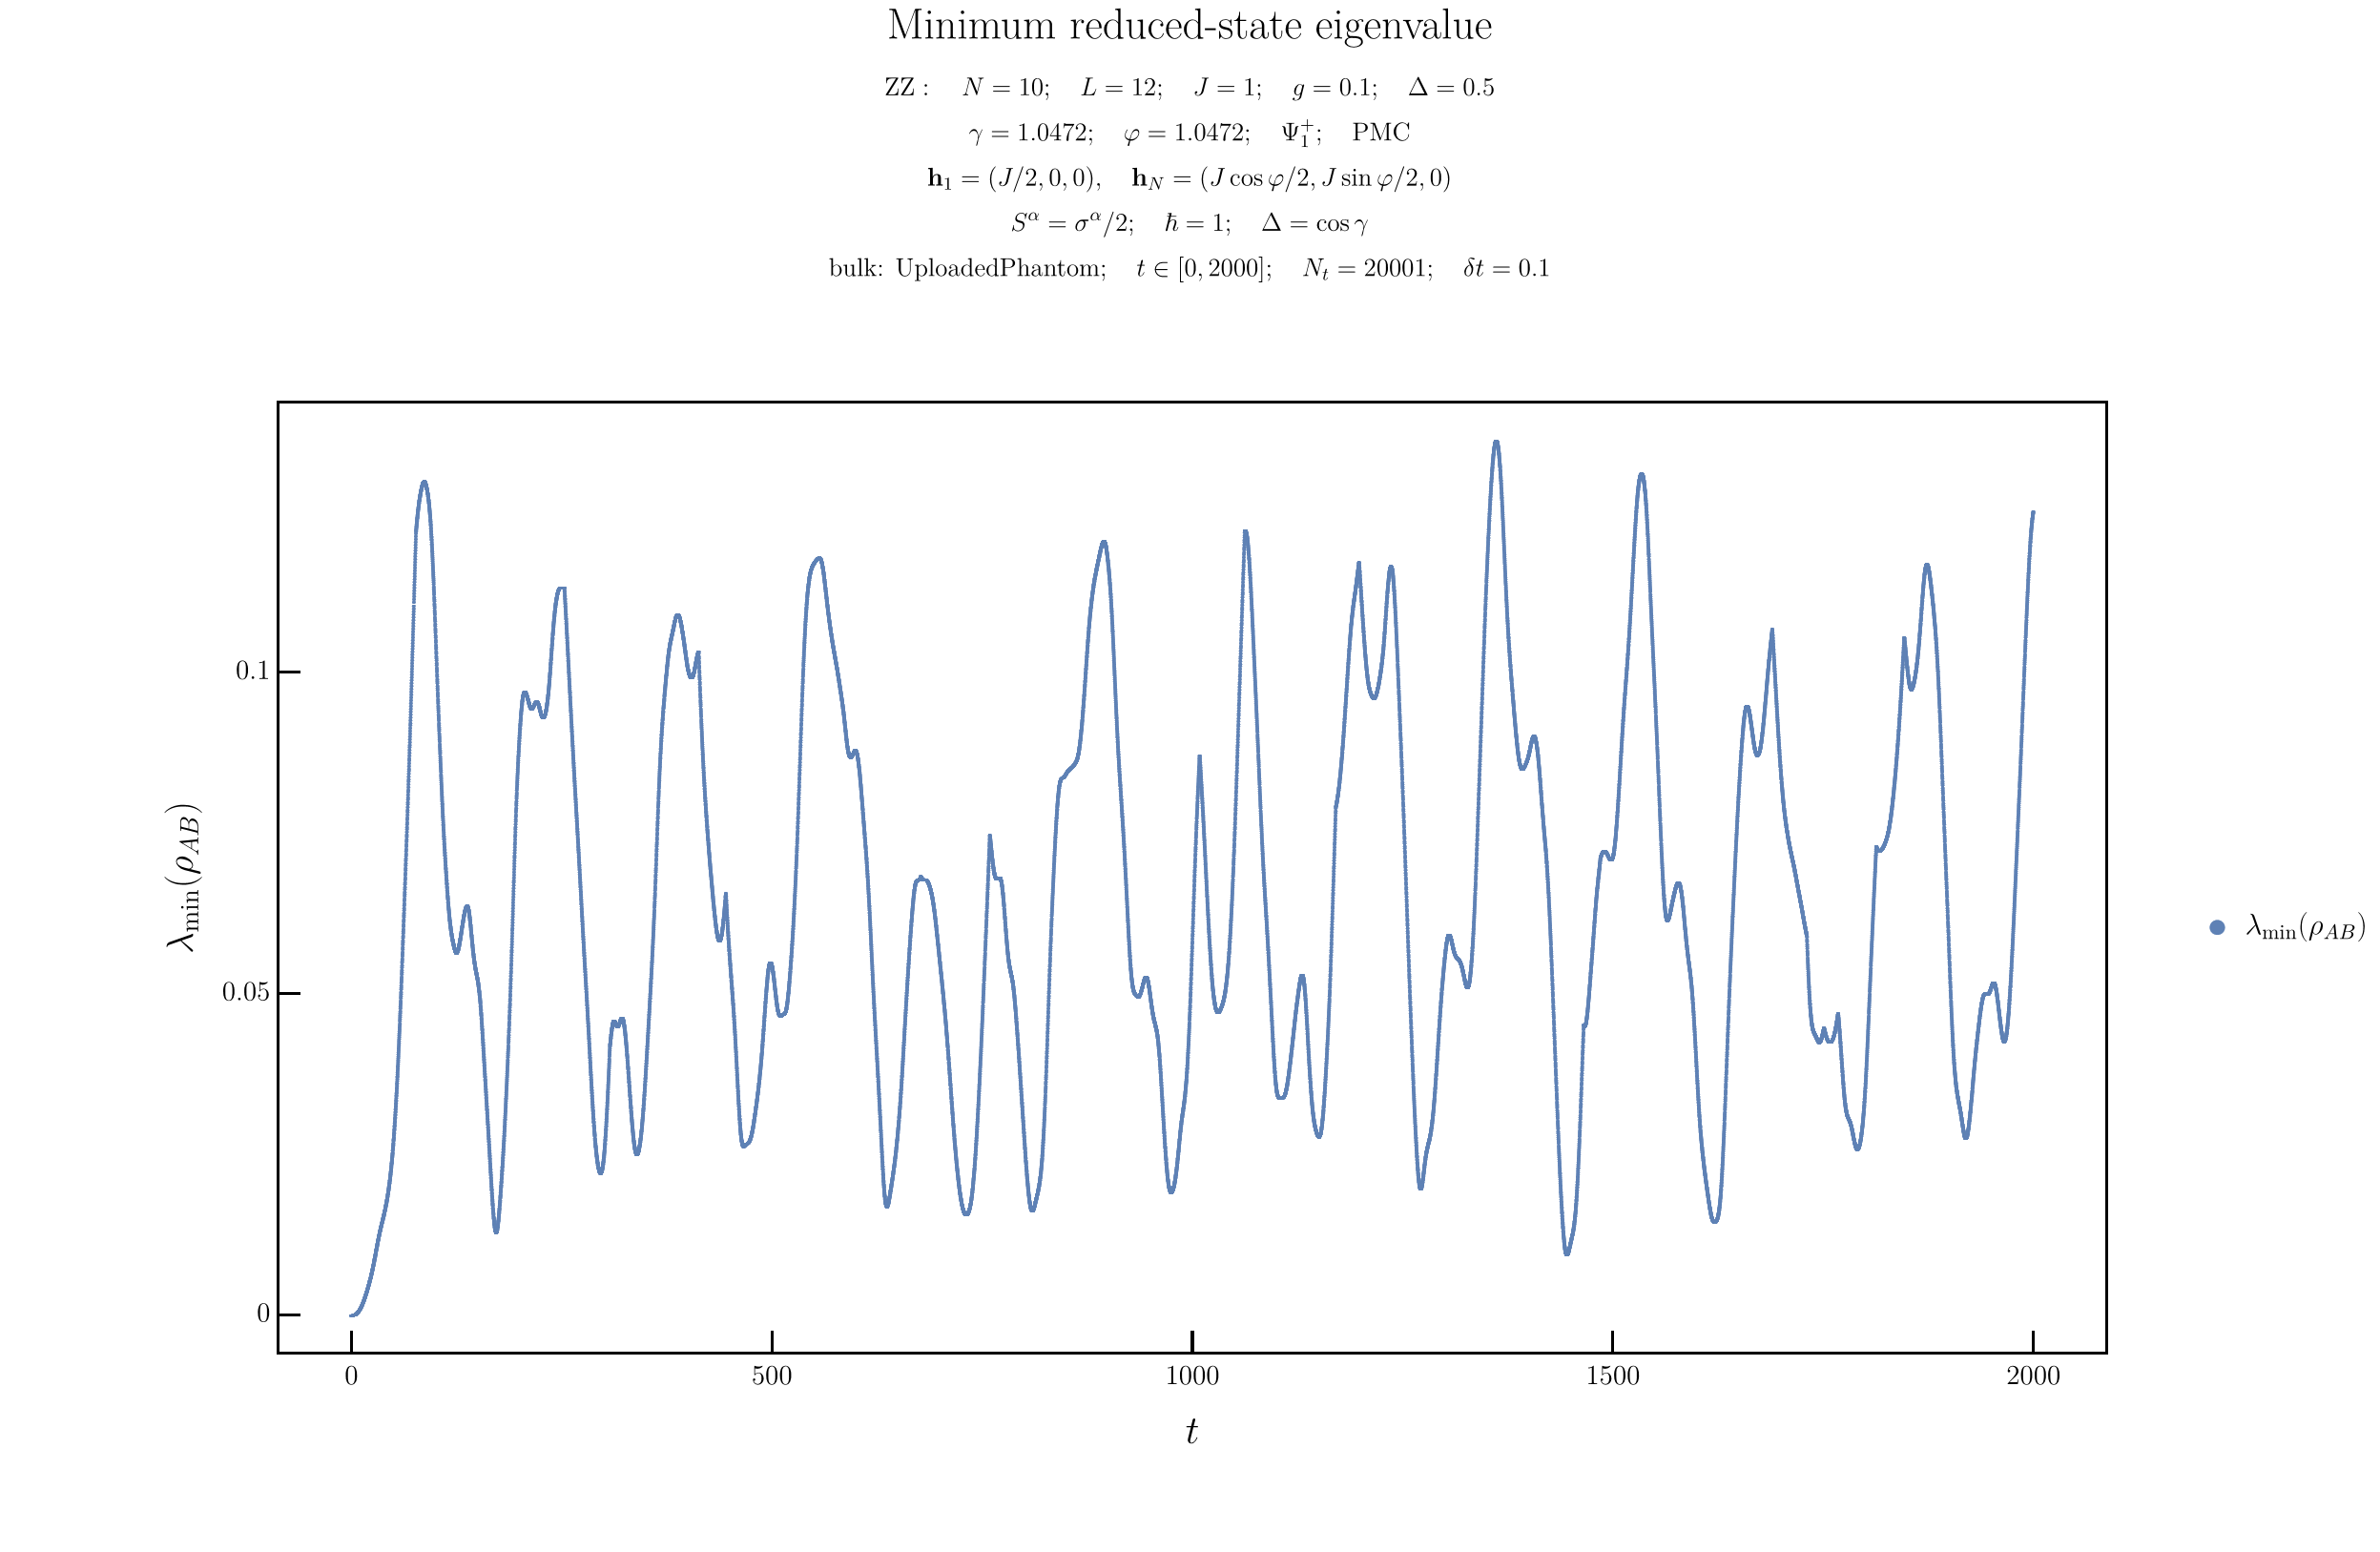 Minimum reduced-state eigenvalue
ZZ : N = 10; L = 12; J = 1; g = 0.1; Δ = 0.5
γ = 1.0472; φ = 1.0472; Ψ₁⁺; PMC
h₁ = (J/2, 0, 0), h_N = (J cos φ/2, J sin φ/2, 0)
S^α = σ^α/2; ℏ = 1; Δ = cos γ
bulk: UploadedPhantom; t ∈ [0, 2000]; N_t = 20001; δt = 0.1
λ_min(ρ_AB)
0.1
0.05
0
0 500 1000 1500 2000
t
λ_min(ρ_AB)